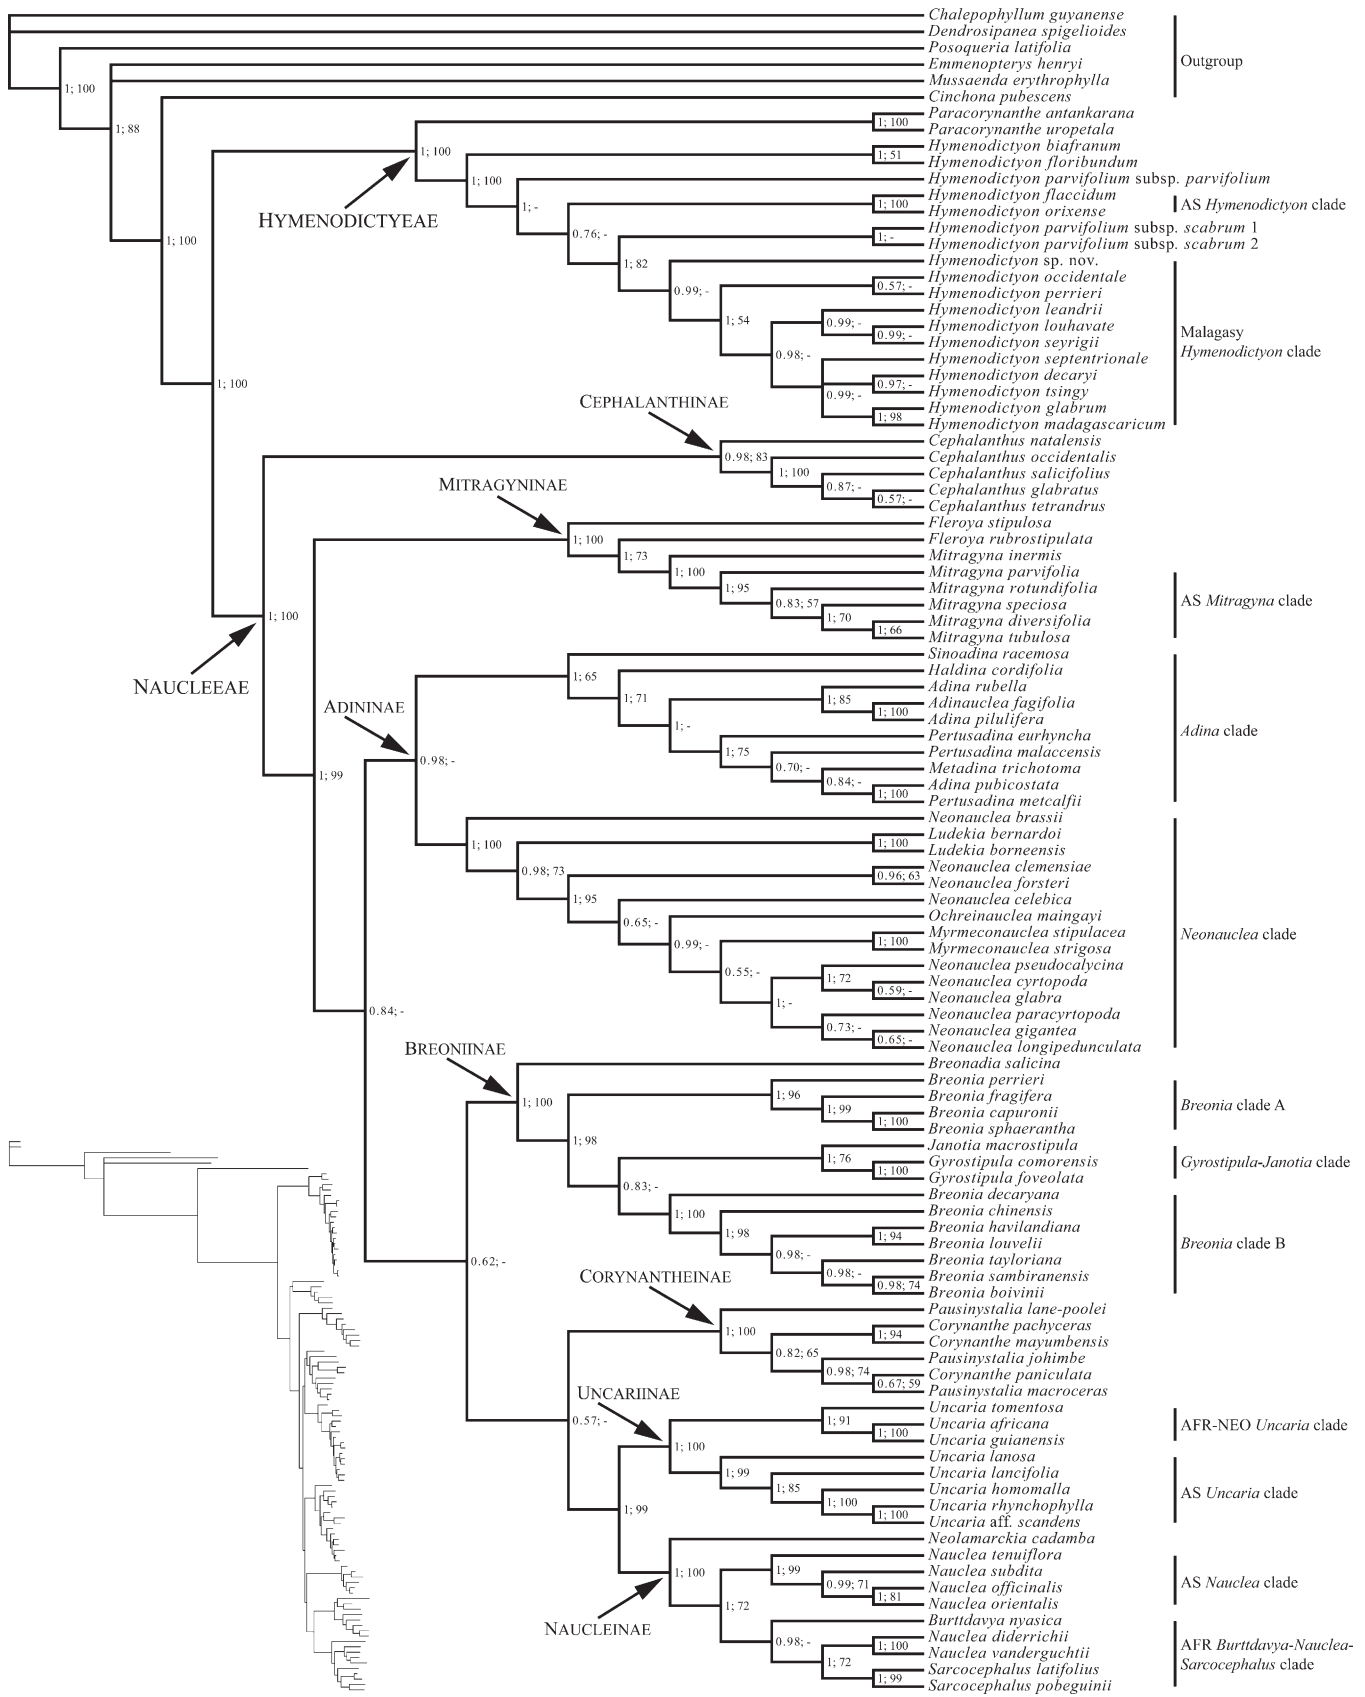 Chalepophyllum guyanense
Dendrosipanea spigelioides
Posoqueria latifolia
Emmenopterys henryi
Mussaenda erythrophylla
Cinchona pubescens
Outgroup
1; 100
1; 88
1; 100
1; 100
Paracorynanthe antankarana
Paracorynanthe uropetala
Hymenodictyon biafranum
Hymenodictyon floribundum
Hymenodictyon parvifolium subsp. parvifolium
Hymenodictyon flaccidum
Hymenodictyon orixense
Hymenodictyon parvifolium subsp. scabrum 1
Hymenodictyon parvifolium subsp. scabrum 2
Hymenodictyon sp. nov.
Hymenodictyon occidentale
Hymenodictyon perrieri
Hymenodictyon leandrii
Hymenodictyon louhavate
Hymenodictyon seyrigii
Hymenodictyon septentrionale
Hymenodictyon decaryi
Hymenodictyon tsingy
Hymenodictyon glabrum
Hymenodictyon madagascaricum
HYMENODICTYEAE
AS Hymenodictyon clade
Malagasy
Hymenodictyon clade
1; 100
1; 100
1; 51
1; 100
1; -
1; 100
0.76; -
1; -
1; 82
0.99; -
0.57; -
1; 54
0.99; -
0.99; -
0.98; -
0.97; -
0.99; -
1; 98
CEPHALANTHINAE
Cephalanthus natalensis
Cephalanthus occidentalis
Cephalanthus salicifolius
Cephalanthus glabratus
Cephalanthus tetrandrus
0.98; 83
1; 100
0.87; -
0.57; -
MITRAGYNINAE
Fleroya stipulosa
Fleroya rubrostipulata
Mitragyna inermis
Mitragyna parvifolia
Mitragyna rotundifolia
Mitragyna speciosa
Mitragyna diversifolia
Mitragyna tubulosa
AS Mitragyna clade
1; 100
1; 73
1; 100
1; 95
0.83; 57
1; 70
1; 66
1; 100
NAUCLEEAE
1; 99
ADININAE
0.98; -
Sinoadina racemosa
Haldina cordifolia
Adina rubella
Adinauclea fagifolia
Adina pilulifera
Pertusadina eurhyncha
Pertusadina malaccensis
Metadina trichotoma
Adina pubicostata
Pertusadina metcalfii
Adina clade
1; 65
1; 71
1; 85
1; 100
1; -
1; 75
0.70; -
0.84; -
1; 100
Neonauclea brassii
Ludekia bernardoi
Ludekia borneensis
Neonauclea clemensiae
Neonauclea forsteri
Neonauclea celebica
Ochreinauclea maingayi
Myrmeconauclea stipulacea
Myrmeconauclea strigosa
Neonauclea pseudocalycina
Neonauclea cyrtopoda
Neonauclea glabra
Neonauclea paracyrtopoda
Neonauclea gigantea
Neonauclea longipedunculata
Neonauclea clade
1; 100
1; 100
0.98; 73
0.96; 63
1; 95
0.65; -
0.99; -
1; 100
0.55; -
1; 72
0.59; -
1; -
0.73; -
0.65; -
0.84; -
BREONIINAE
Breonadia salicina
Breonia perrieri
Breonia fragifera
Breonia capuronii
Breonia sphaerantha
Janotia macrostipula
Gyrostipula comorensis
Gyrostipula foveolata
Breonia decaryana
Breonia chinensis
Breonia havilandiana
Breonia louvelii
Breonia tayloriana
Breonia sambiranensis
Breonia boivinii
Breonia clade A
Gyrostipula-Janotia clade
Breonia clade B
1; 100
1; 96
1; 99
1; 100
1; 98
1; 76
1; 100
0.83; -
1; 100
1; 98
1; 94
0.98; -
0.98; -
0.98; 74
0.62; -
CORYNANTHEINAE
Pausinystalia lane-poolei
Corynanthe pachyceras
Corynanthe mayumbensis
Pausinystalia johimbe
Corynanthe paniculata
Pausinystalia macroceras
1; 100
1; 94
0.82; 65
0.98; 74
0.67; 59
0.57; -
UNCARIINAE
Uncaria tomentosa
Uncaria africana
Uncaria guianensis
Uncaria lanosa
Uncaria lancifolia
Uncaria homomalla
Uncaria rhynchophylla
Uncaria aff. scandens
AFR-NEO Uncaria clade
AS Uncaria clade
1; 91
1; 100
1; 100
1; 99
1; 85
1; 100
1; 100
1; 99
NAUCLEINAE
Neolamarckia cadamba
Nauclea tenuiflora
Nauclea subdita
Nauclea officinalis
Nauclea orientalis
Burttdavya nyasica
Nauclea diderrichii
Nauclea vanderguchtii
Sarcocephalus latifolius
Sarcocephalus pobeguinii
AS Nauclea clade
AFR Burttdavya-Nauclea-
Sarcocephalus clade
1; 100
1; 99
0.99; 71
1; 81
1; 72
0.98; -
1; 100
1; 72
1; 99